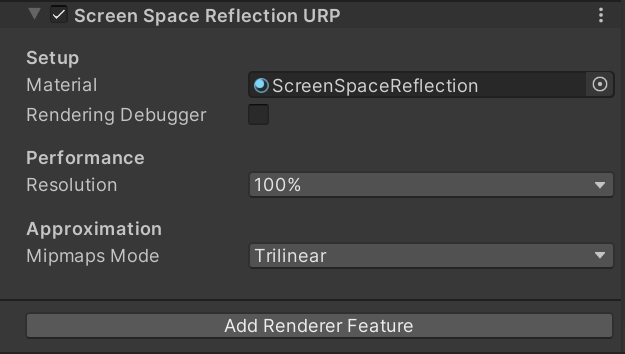 Screen Space Reflection URP
Setup
Material ScreenSpaceReflection
Rendering Debugger
Performance
Resolution 100%
Approximation
Mipmaps Mode Trilinear
Add Renderer Feature